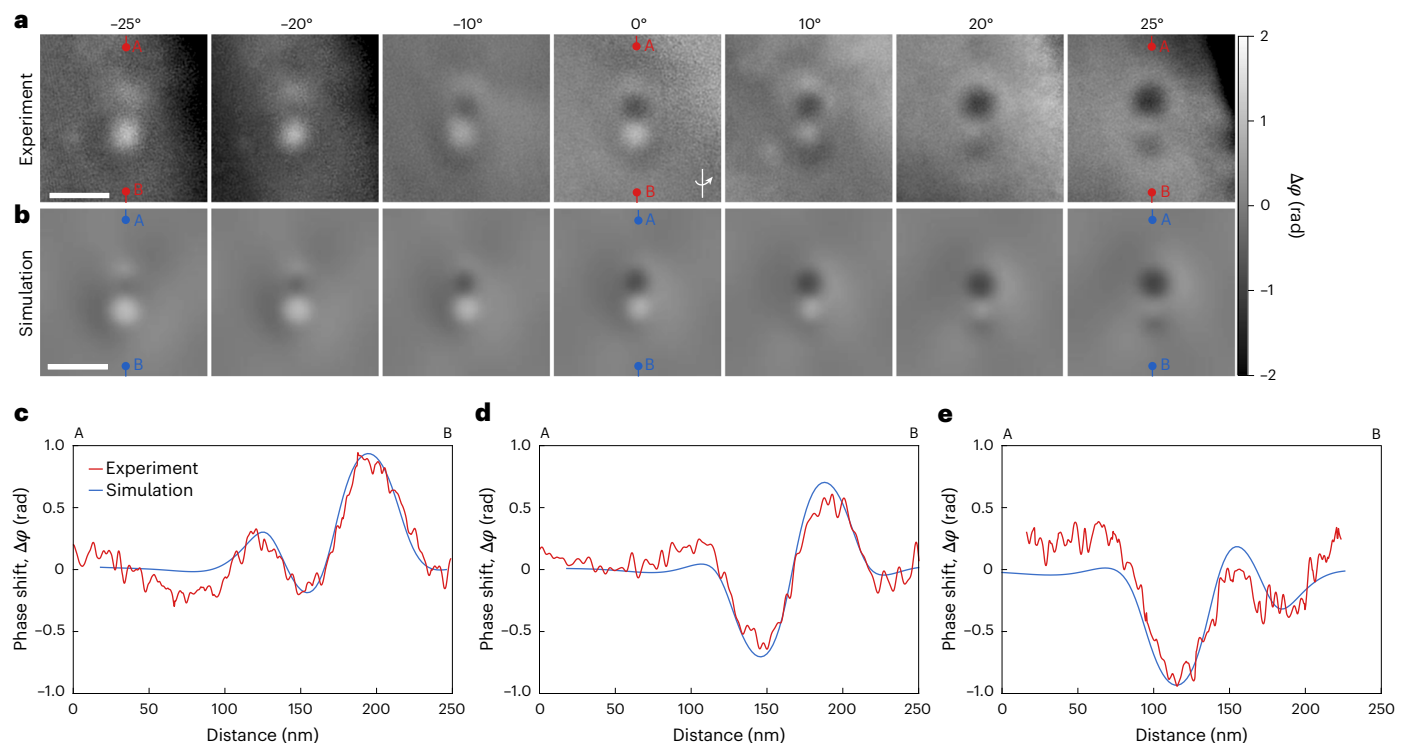 a
−25° −20° −10° 0° 10° 20° 25°
Experiment
A A A
B B B
2
1
0
−1
−2
Δφ (rad)
b
Simulation
A A A
B B B
c
A B
1.0
0.5
0
−0.5
−1.0
Phase shift, Δφ (rad)
Experiment
Simulation
0 50 100 150 200 250
Distance (nm)
d
A B
1.0
0.5
0
−0.5
−1.0
Phase shift, Δφ (rad)
0 50 100 150 200 250
Distance (nm)
e
A B
1.0
0.5
0
−0.5
−1.0
Phase shift, Δφ (rad)
0 50 100 150 200 250
Distance (nm)